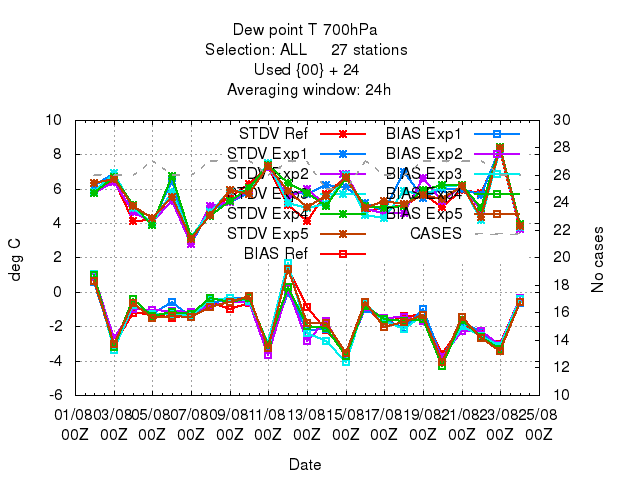 Dew point T 700hPa
Selection: ALL 27 stations
Used {00} + 24
Averaging window: 24h
10
8
6
4
2
0
-2
-4
-6
deg C
30
28
26
24
22
20
18
16
14
12
10
No cases
STDV Ref
STDV Exp1
STDV Exp2
STDV Exp3
STDV Exp4
STDV Exp5
BIAS Ref
BIAS Exp1
BIAS Exp2
BIAS Exp3
BIAS Exp4
BIAS Exp5
CASES
01/08 03/08 05/08 07/08 09/08 11/08 13/08 15/08 17/08 19/08 21/08 23/08 25/08
00Z 00Z 00Z 00Z 00Z 00Z 00Z 00Z 00Z 00Z 00Z 00Z 00Z
Date